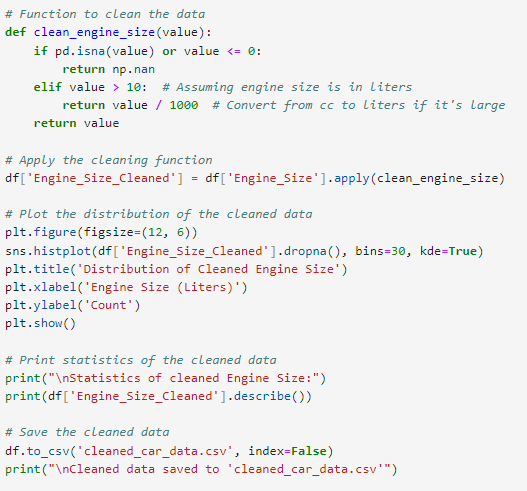 # Function to clean the data
def clean_engine_size(value):
    if pd.isna(value) or value <= 0:
        return np.nan
    elif value > 10:  # Assuming engine size is in liters
        return value / 1000  # Convert from cc to liters if it's large
    return value

# Apply the cleaning function
df['Engine_Size_Cleaned'] = df['Engine_Size'].apply(clean_engine_size)

# Plot the distribution of the cleaned data
plt.figure(figsize=(12, 6))
sns.histplot(df['Engine_Size_Cleaned'].dropna(), bins=30, kde=True)
plt.title('Distribution of Cleaned Engine Size')
plt.xlabel('Engine Size (Liters)')
plt.ylabel('Count')
plt.show()

# Print statistics of the cleaned data
print("\nStatistics of cleaned Engine Size:")
print(df['Engine_Size_Cleaned'].describe())

# Save the cleaned data
df.to_csv('cleaned_car_data.csv', index=False)
print("\nCleaned data saved to 'cleaned_car_data.csv'")